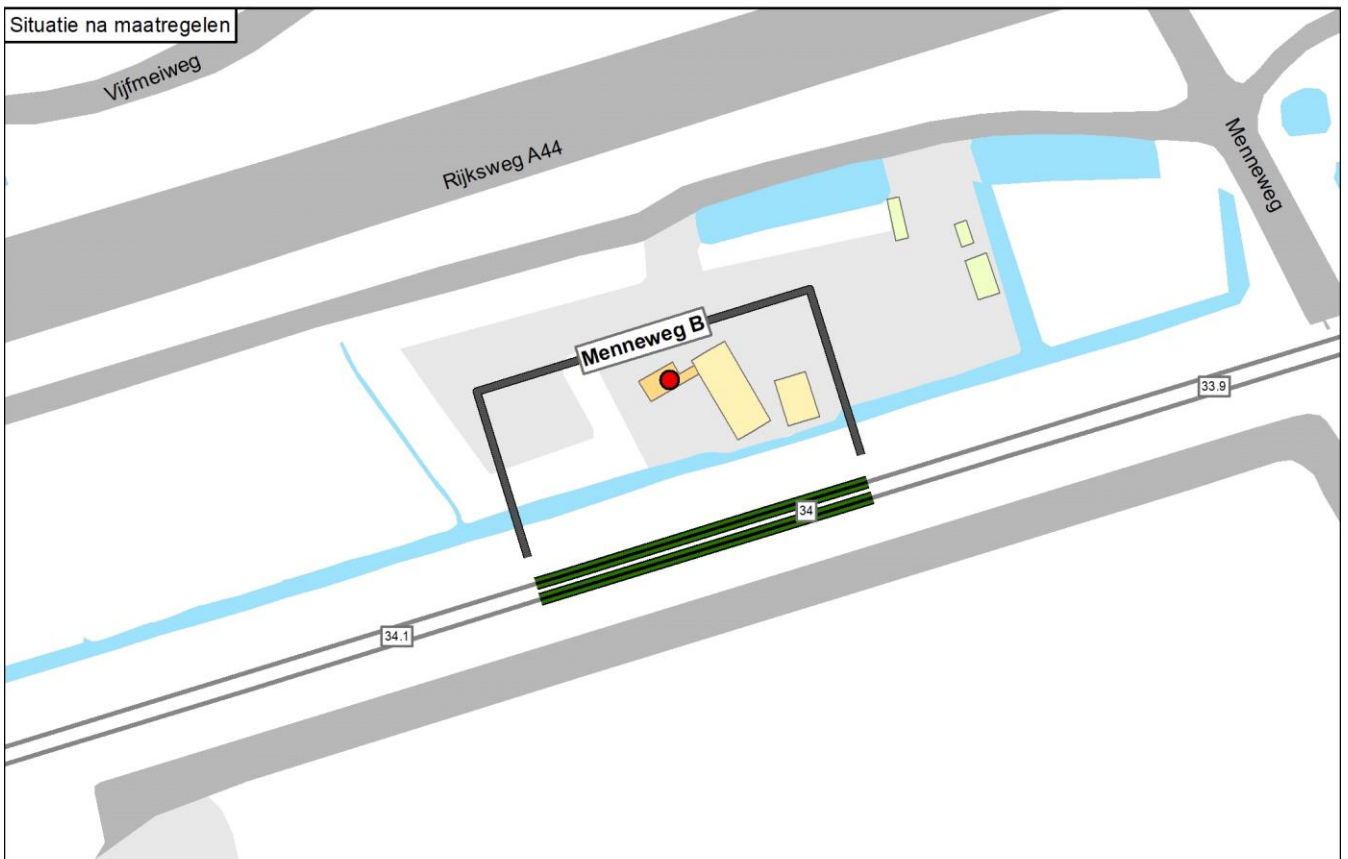 Situatie na maatregelen
Vijfmeiweg
Rijksweg A44
Menneweg
Menneweg B
33.9
34
34.1